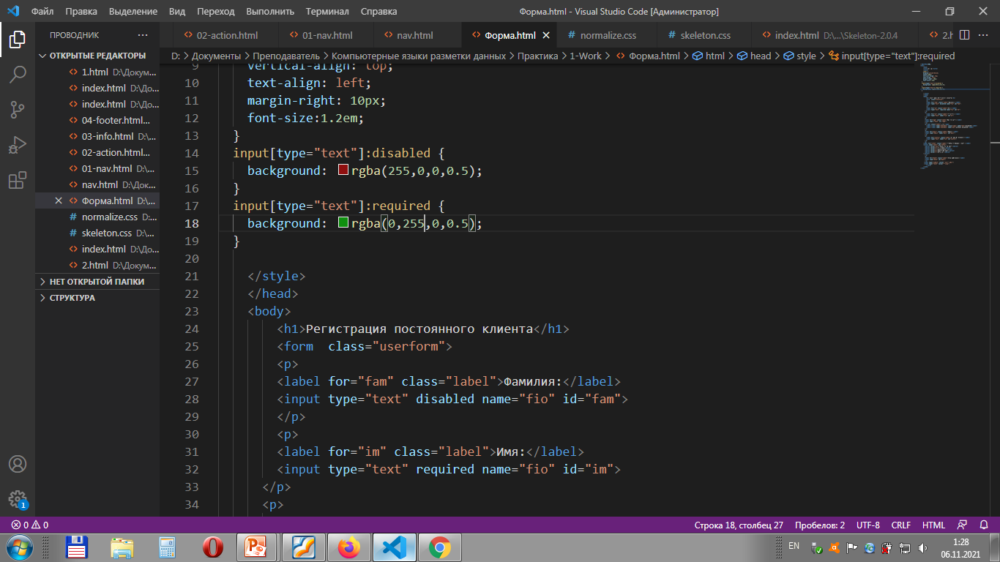 Файл Правка Выделение Вид Переход Выполнить Терминал Справка Форма.html - Visual Studio Code [Администратор]
ПРОВОДНИК ···
02-action.html 01-nav.html nav.html Форма.html normalize.css skeleton.css index.html D:\...\Skeleton-2.0.4 2.h
D: > Документы > Преподаватель > Компьютерные языки разметки данных > Практика > 1-Work > Форма.html > html > head > style > input[type="text"]:required
ОТКРЫТЫЕ РЕДАКТОРЫ
1.html D:\Докум...
index.html D:\До...
index.html D:\До...
04-footer.html...
03-info.html D:\...
02-action.html...
01-nav.html D:\...
nav.html D:\Док...
Форма.html D:\...
normalize.css D:...
skeleton.css D:\...
index.html D:\До...
2.html D:\Докум...
НЕТ ОТКРЫТОЙ ПАПКИ
СТРУКТУРА
9 vertical-align: top;
10 text-align: left;
11 margin-right: 10px;
12 font-size:1.2em;
13 }
14 input[type="text"]:disabled {
15 background: rgba(255,0,0,0.5);
16 }
17 input[type="text"]:required {
18 background: rgba(0,255,0,0.5);
19 }
20
21 </style>
22 </head>
23 <body>
24 <h1>Регистрация постоянного клиента</h1>
25 <form  class="userform">
26 <p>
27 <label for="fam" class="label">Фамилия:</label>
28 <input type="text" disabled name="fio" id="fam">
29 </p>
30 <p>
31 <label for="im" class="label">Имя:</label>
32 <input type="text" required name="fio" id="im">
33 </p>
34 <p>
1
0 0 Строка 18, столбец 27 Пробелов: 2 UTF-8 CRLF HTML
EN 1:28
06.11.2021